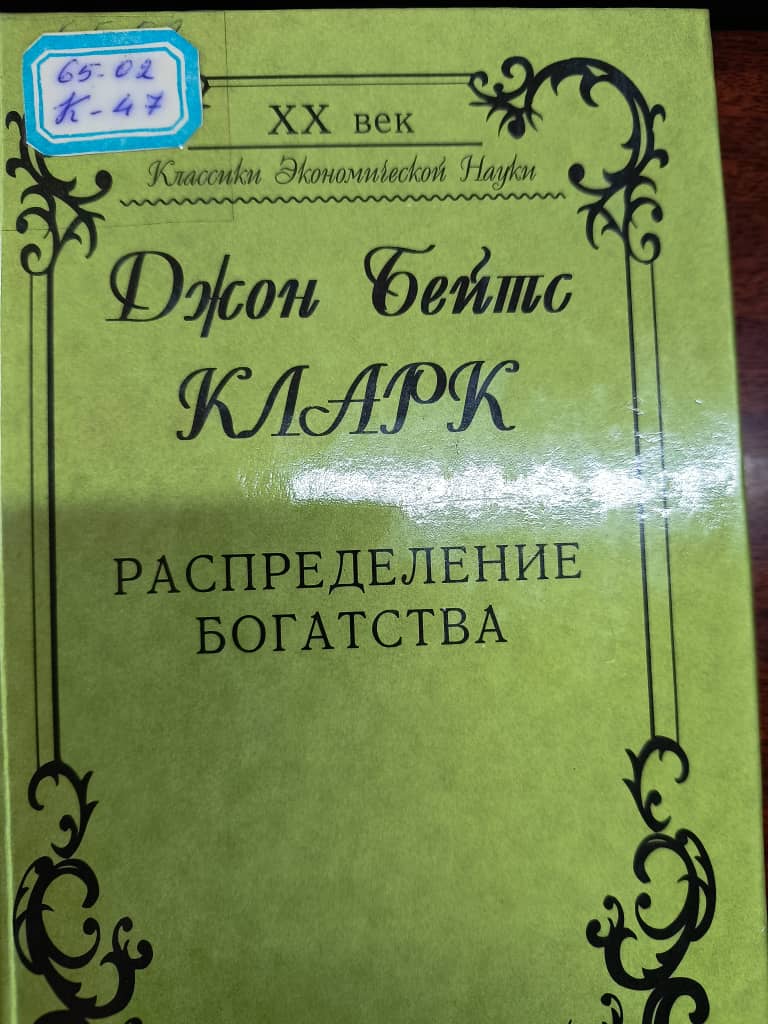 65.02
К-47
XX век
Классики Экономической Науки
Джон Бейтс
КЛАРК
РАСПРЕДЕЛЕНИЕ
БОГАТСТВА